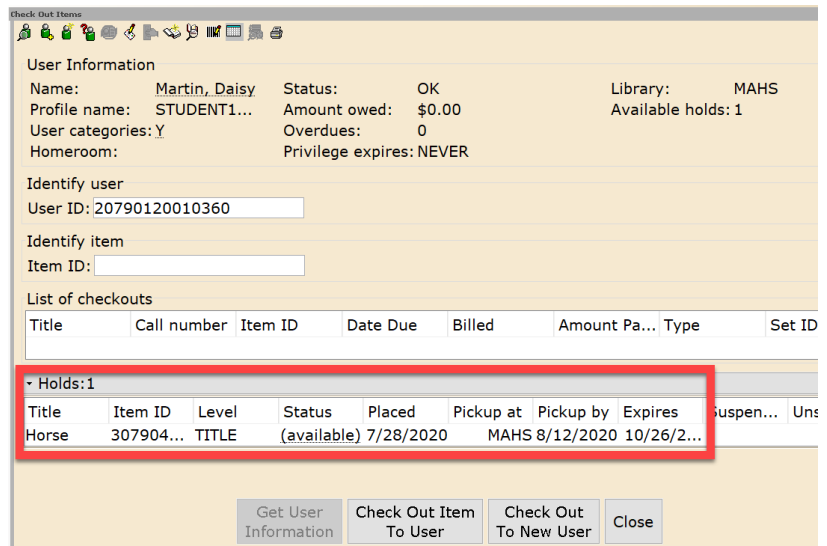 Check Out Items
User Information
Name: Martin, Daisy Status: OK Library: MAHS
Profile name: STUDENT1... Amount owed: $0.00 Available holds: 1
User categories: Y Overdues: 0
Homeroom: Privilege expires: NEVER
Identify user
User ID: 20790120010360
Identify item
Item ID:
List of checkouts
Title Call number Item ID Date Due Billed Amount Pa... Type Set ID
Holds:1
Title Item ID Level Status Placed Pickup at Pickup by Expires Suspen... Uns
Horse 307904... TITLE (available) 7/28/2020 MAHS 8/12/2020 10/26/2...
Get User Information Check Out Item To User Check Out To New User Close